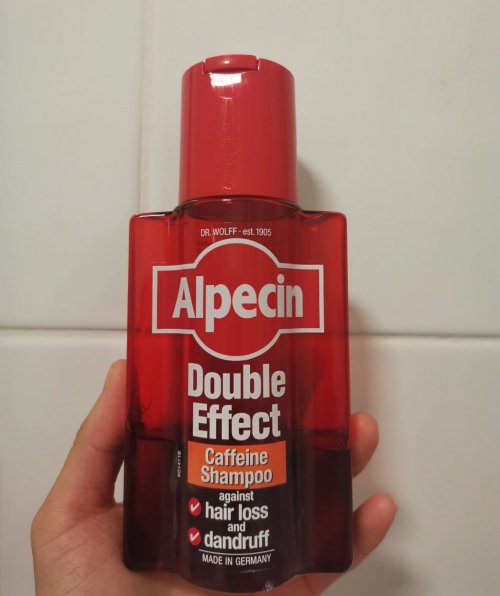 DR. WOLFF - est. 1905
Alpecin
Double
Effect
Caffeine
Shampoo
against
hair loss
and
dandruff
MADE IN GERMANY